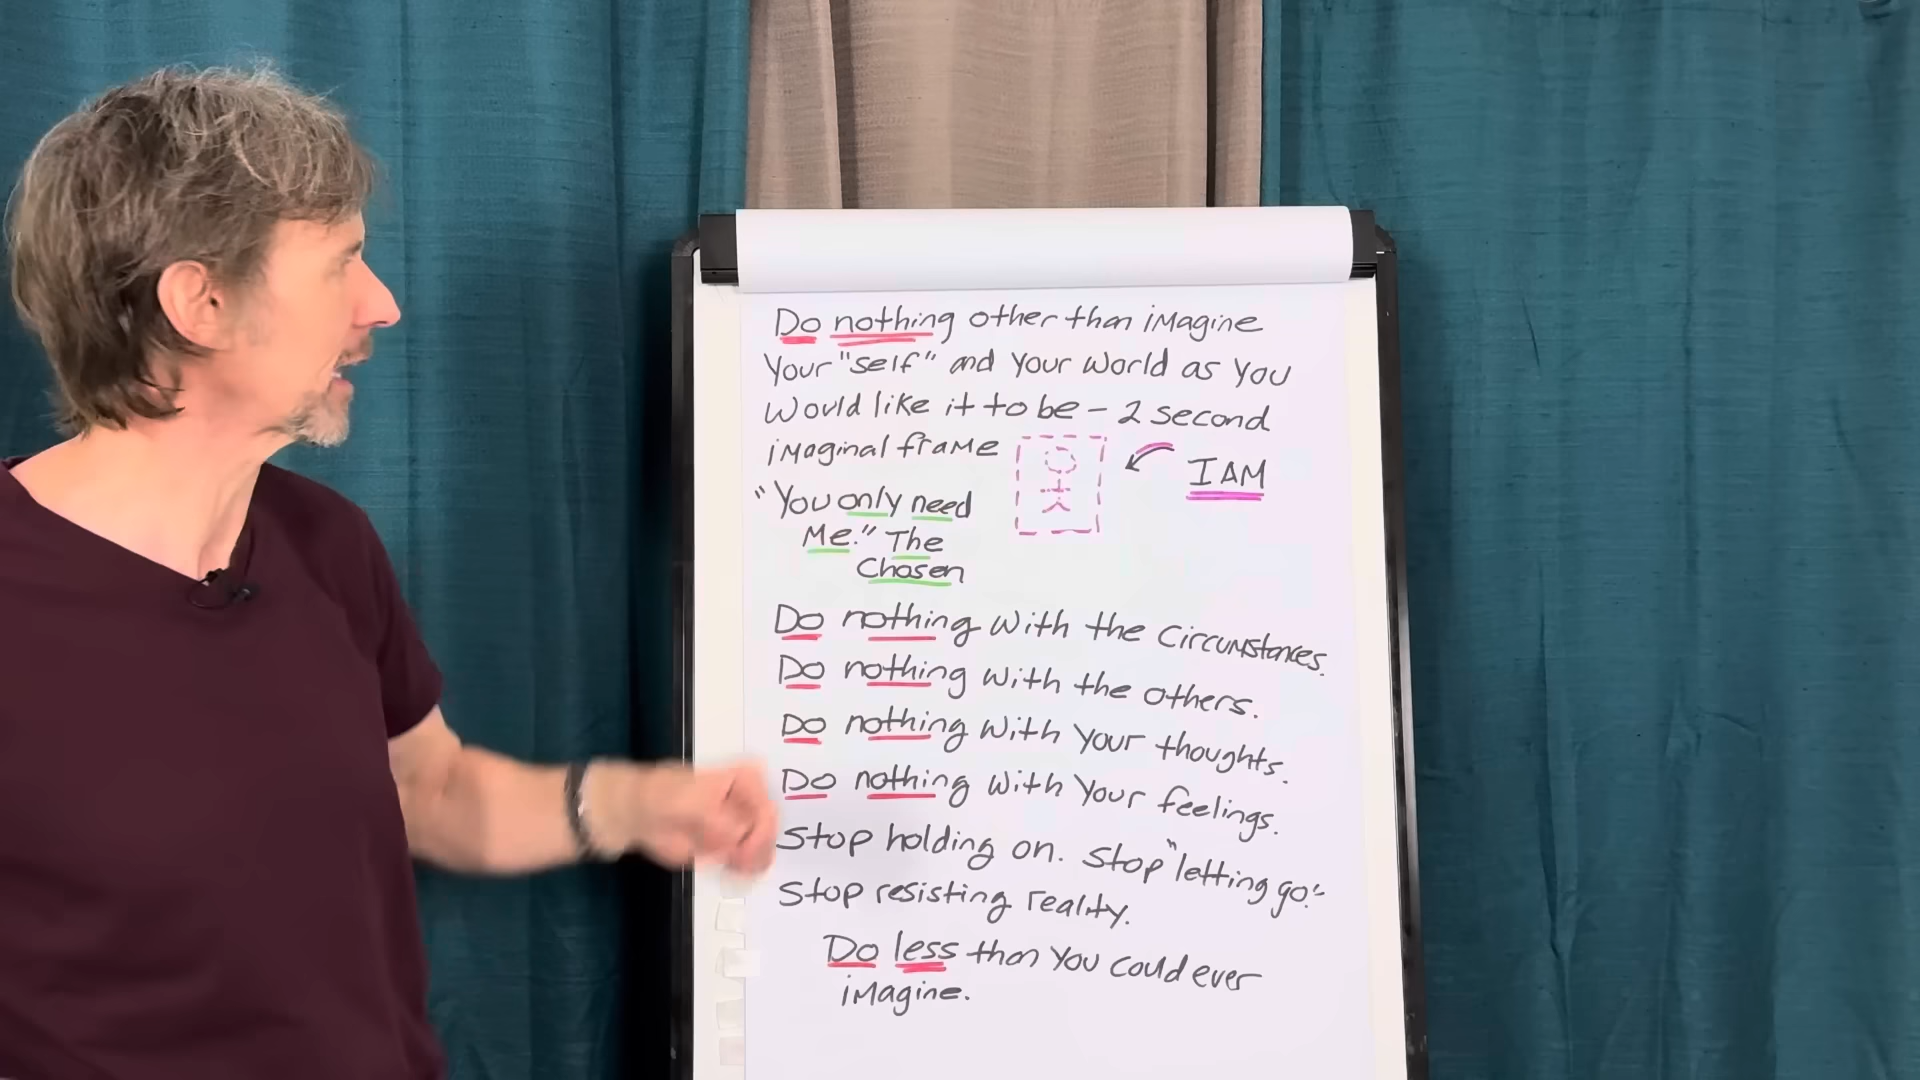 Do nothing other than imagine
your "self" and your world as you
would like it to be – 2 second
imaginal frame
I AM
"You only need
Me." The
Chosen
Do nothing with the circumstances.
Do nothing with the others.
Do nothing with your thoughts.
Do nothing with your feelings.
Stop holding on. Stop "letting go."
Stop resisting reality.
Do less than you could ever
imagine.